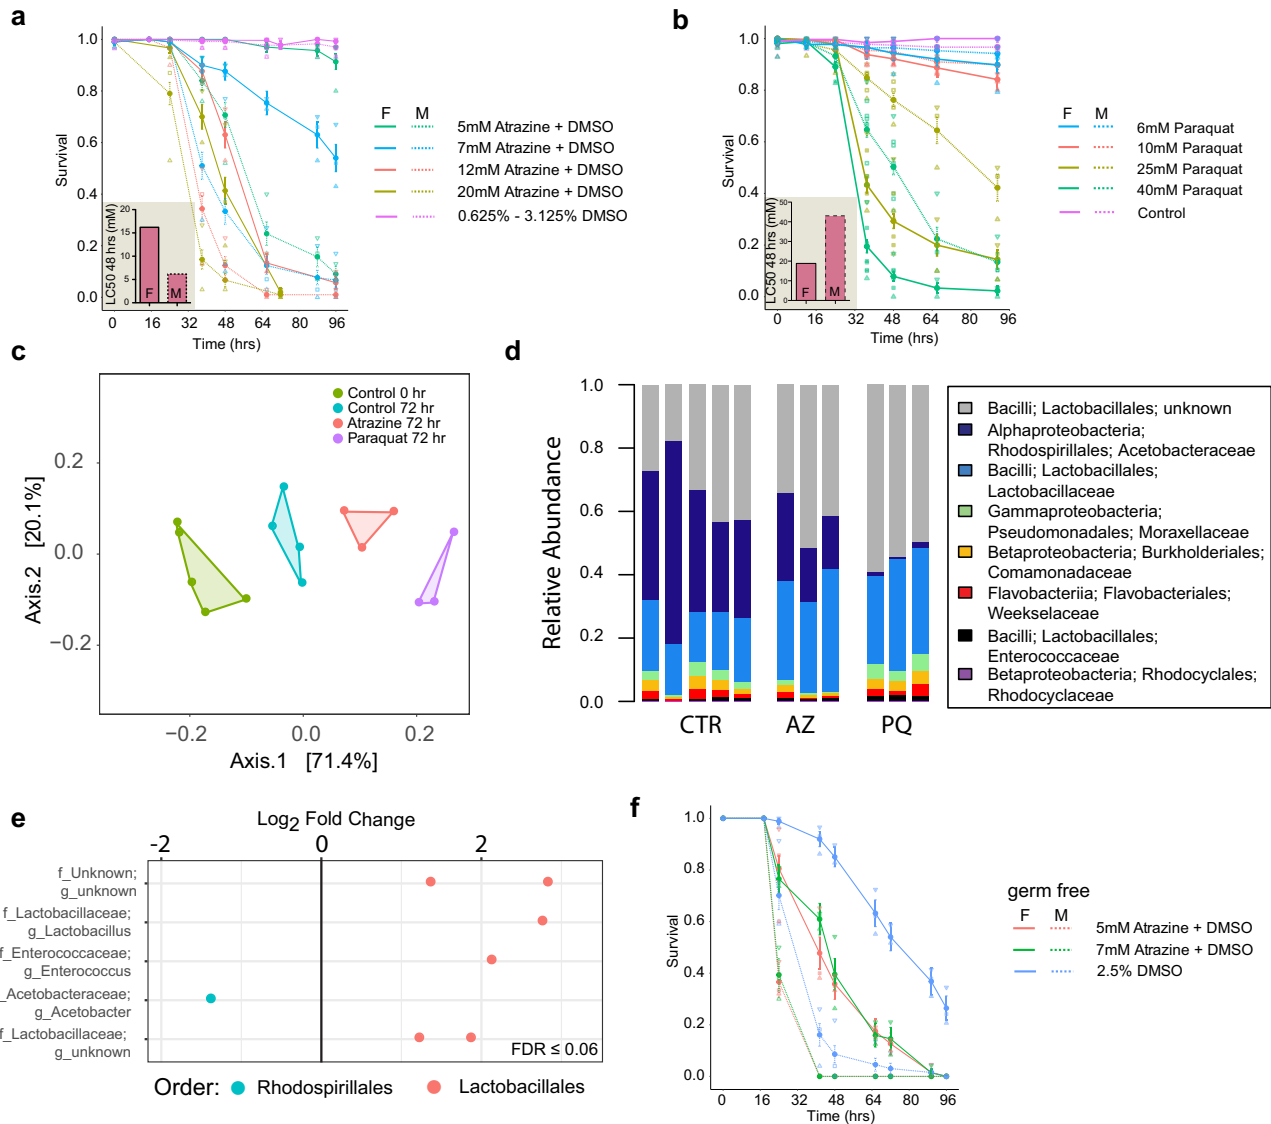 a
1.0
0.8
0.6
0.4
0.2
0.0
Survival
0
16
32
48
64
80
96
Time (hrs)
LC50 48 hrs (mM)
20
15
10
5
0
F
M
F M
5mM Atrazine + DMSO
7mM Atrazine + DMSO
12mM Atrazine + DMSO
20mM Atrazine + DMSO
0.625% - 3.125% DMSO
b
1.0
0.8
0.6
0.4
0.2
0.0
Survival
0
16
32
48
64
80
96
Time (hrs)
LC50 48 hrs (mM)
50
40
30
20
10
0
F
M
F M
6mM Paraquat
10mM Paraquat
25mM Paraquat
40mM Paraquat
Control
c
Control 0 hr
Control 72 hr
Atrazine 72 hr
Paraquat 72 hr
0.2
0.0
−0.2
Axis.2 [20.1%]
−0.2
0.0
0.2
Axis.1 [71.4%]
d
1.0
0.8
0.6
0.4
0.2
0.0
Relative Abundance
CTR
AZ
PQ
Bacilli; Lactobacillales; unknown
Alphaproteobacteria;
Rhodospirillales; Acetobacteraceae
Bacilli; Lactobacillales;
Lactobacillaceae
Gammaproteobacteria;
Pseudomonadales; Moraxellaceae
Betaproteobacteria; Burkholderiales;
Comamonadaceae
Flavobacteriia; Flavobacteriales;
Weekselaceae
Bacilli; Lactobacillales;
Enterococcaceae
Betaproteobacteria; Rhodocyclales;
Rhodocyclaceae
e
Log2 Fold Change
-2
0
2
f_Unknown;
g_unknown
f_Lactobacillaceae;
g_Lactobacillus
f_Enterococcaceae;
g_Enterococcus
_Acetobacteraceae;
g_Acetobacter
f_Lactobacillaceae;
g_unknown
FDR ≤ 0.06
Order: Rhodospirillales Lactobacillales
f
1.0
0.8
0.6
0.4
0.2
0.0
Survival
0
16
32
48
64
80
96
Time (hrs)
germ free
F M
5mM Atrazine + DMSO
7mM Atrazine + DMSO
2.5% DMSO